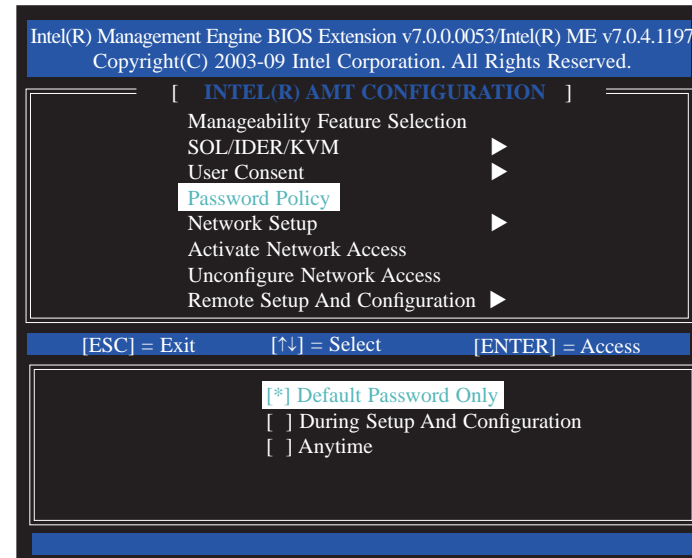 Intel(R) Management Engine BIOS Extension v7.0.0.0053/Intel(R) ME v7.0.4.1197
Copyright(C) 2003-09 Intel Corporation. All Rights Reserved.
[ INTEL(R) AMT CONFIGURATION ]
Manageability Feature Selection
SOL/IDER/KVM ▶
User Consent ▶
Password Policy
Network Setup ▶
Activate Network Access
Unconfigure Network Access
Remote Setup And Configuration ▶
[ESC] = Exit [↑↓] = Select [ENTER] = Access
[*] Default Password Only
[ ] During Setup And Configuration
[ ] Anytime